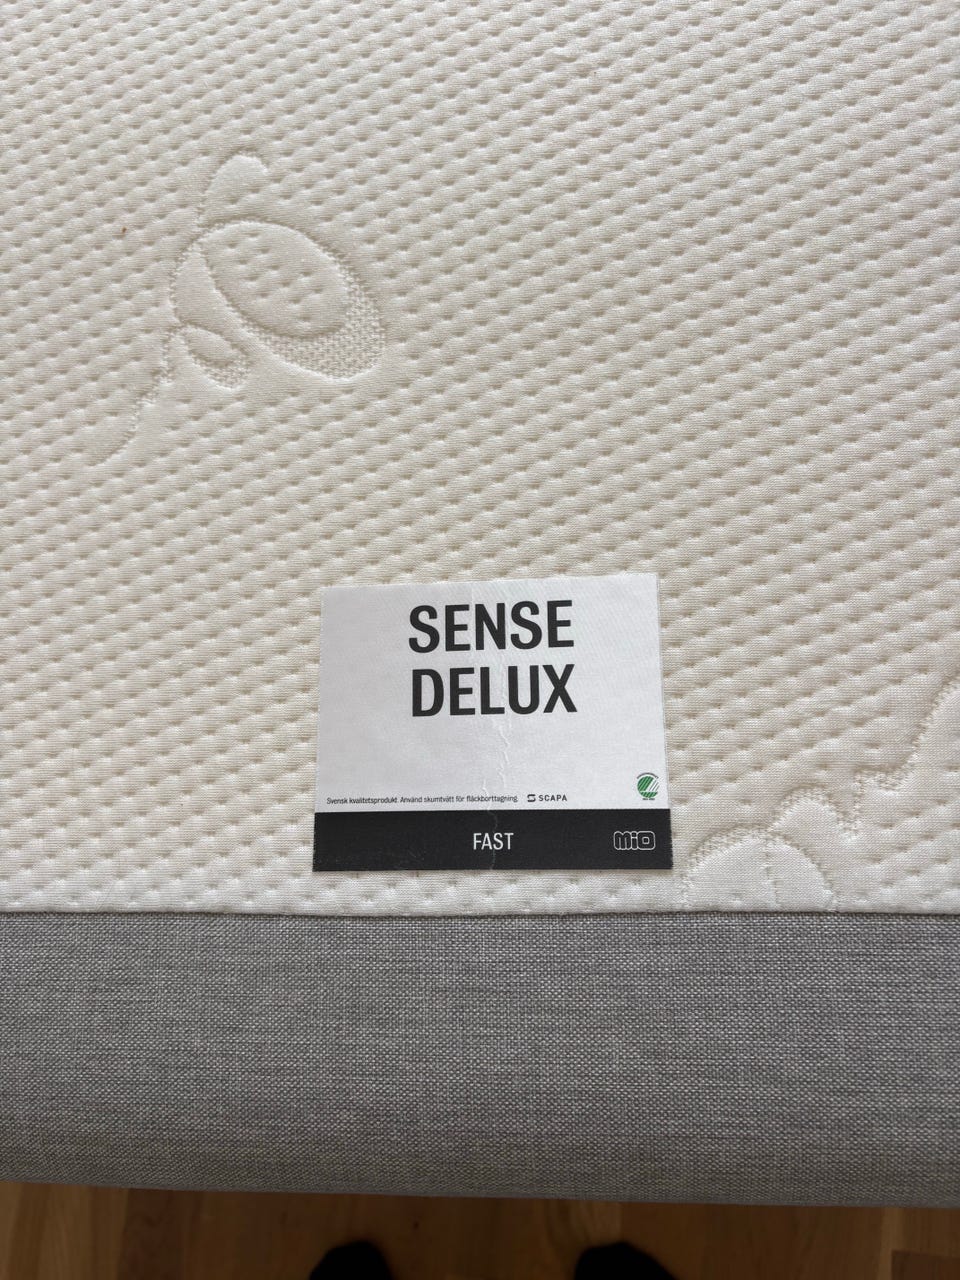 SENSE
DELUX
Svensk kvalitetsprodukt. Använd skumtvätt för fläckborttagning. SCAPA
FAST MiO